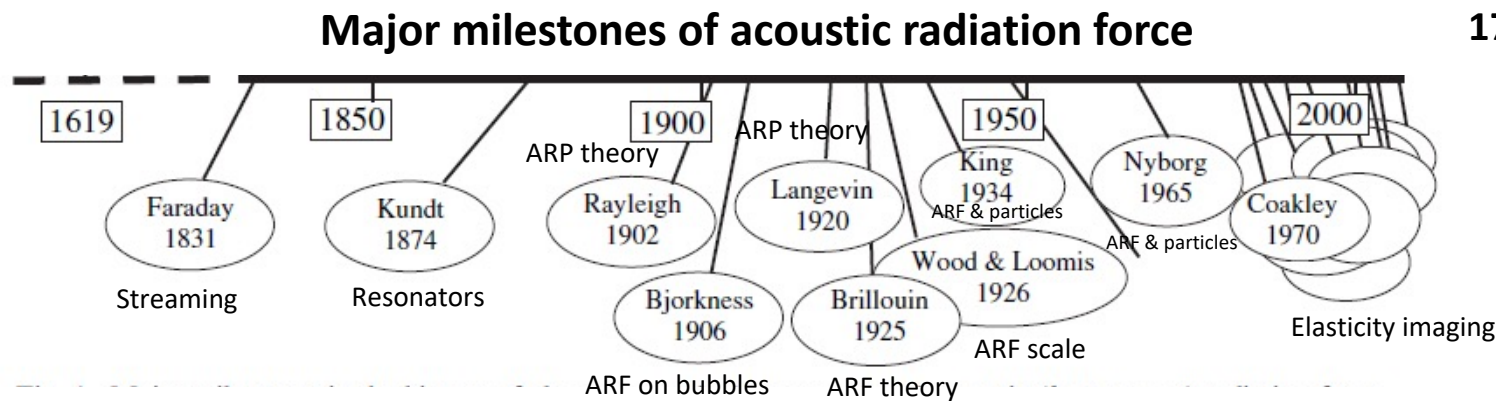 Major milestones of acoustic radiation force
17
1619
1850
1900
1950
2000
ARP theory
ARP theory
Faraday
1831
Streaming
Kundt
1874
Resonators
Rayleigh
1902
Bjorkness
1906
ARF on bubbles
Langevin
1920
Brillouin
1925
ARF theory
Wood & Loomis
1926
ARF scale
King
1934
ARF & particles
Nyborg
1965
ARF & particles
Coakley
1970
Elasticity imaging